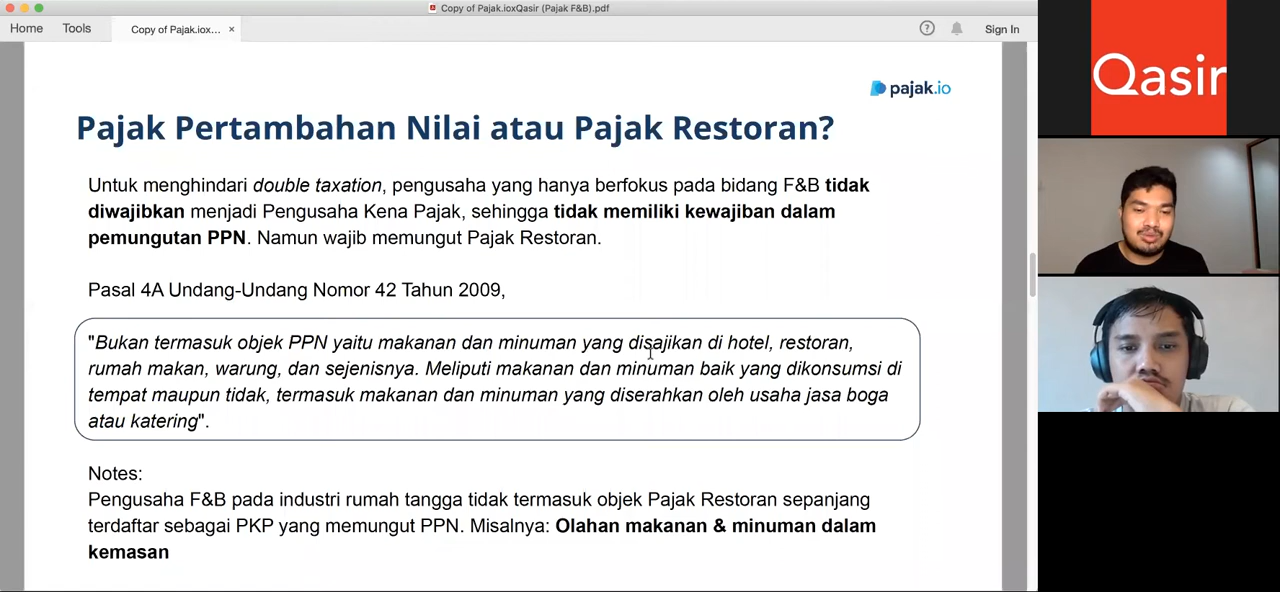 Copy of Pajak.ioxQasir (Pajak F&B).pdf
Home Tools Copy of Pajak.iox... × ? Sign In
pajak.io
Qasir
Pajak Pertambahan Nilai atau Pajak Restoran?
Untuk menghindari double taxation, pengusaha yang hanya berfokus pada bidang F&B tidak
diwajibkan menjadi Pengusaha Kena Pajak, sehingga tidak memiliki kewajiban dalam
pemungutan PPN. Namun wajib memungut Pajak Restoran.
Pasal 4A Undang-Undang Nomor 42 Tahun 2009,
"Bukan termasuk objek PPN yaitu makanan dan minuman yang disajikan di hotel, restoran,
rumah makan, warung, dan sejenisnya. Meliputi makanan dan minuman baik yang dikonsumsi di
tempat maupun tidak, termasuk makanan dan minuman yang diserahkan oleh usaha jasa boga
atau katering".
Notes:
Pengusaha F&B pada industri rumah tangga tidak termasuk objek Pajak Restoran sepanjang
terdaftar sebagai PKP yang memungut PPN. Misalnya: Olahan makanan & minuman dalam
kemasan